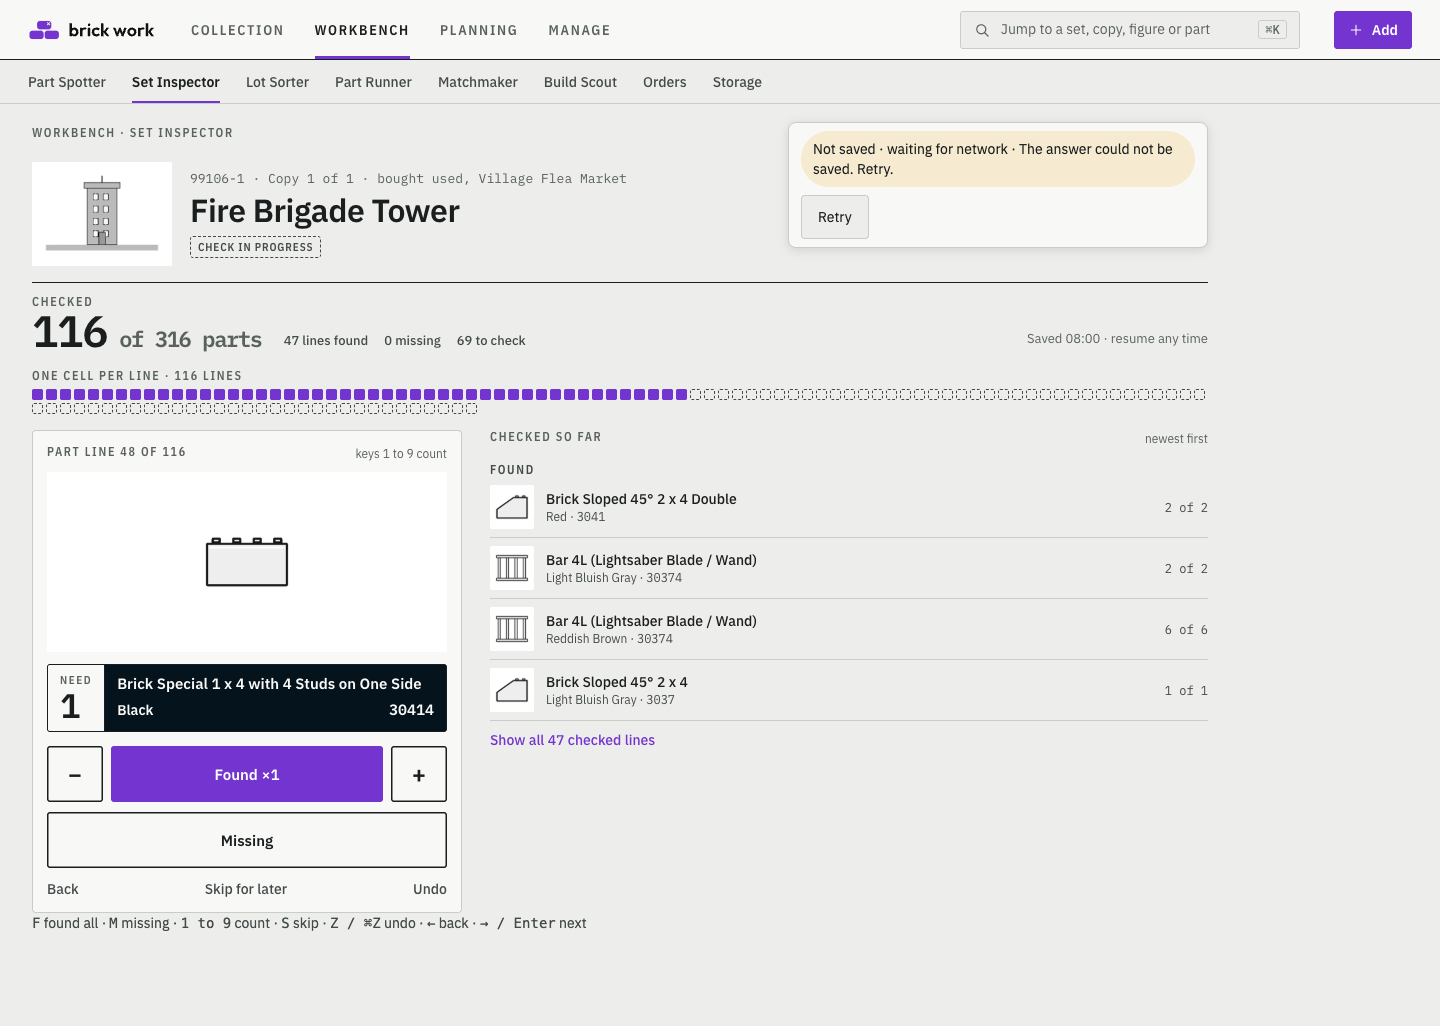 brick work
COLLECTION
WORKBENCH
PLANNING
MANAGE
Jump to a set, copy, figure or part
⌘K
+ Add
Part Spotter
Set Inspector
Lot Sorter
Part Runner
Matchmaker
Build Scout
Orders
Storage
WORKBENCH · SET INSPECTOR
Not saved · waiting for network · The answer could not be
saved. Retry.
Retry
99106-1 · Copy 1 of 1 · bought used, Village Flea Market
Fire Brigade Tower
CHECK IN PROGRESS
CHECKED
116 of 316 parts
47 lines found
0 missing
69 to check
Saved 08:00 · resume any time
ONE CELL PER LINE · 116 LINES
PART LINE 48 OF 116
keys 1 to 9 count
NEED
1
Brick Special 1 x 4 with 4 Studs on One Side
Black
30414
−
Found ×1
+
Missing
Back
Skip for later
Undo
CHECKED SO FAR
newest first
FOUND
Brick Sloped 45° 2 x 4 Double
Red · 3041
2 of 2
Bar 4L (Lightsaber Blade / Wand)
Light Bluish Gray · 30374
2 of 2
Bar 4L (Lightsaber Blade / Wand)
Reddish Brown · 30374
6 of 6
Brick Sloped 45° 2 x 4
Light Bluish Gray · 3037
1 of 1
Show all 47 checked lines
F found all · M missing · 1 to 9 count · S skip · Z / ⌘Z undo · ← back · → / Enter next